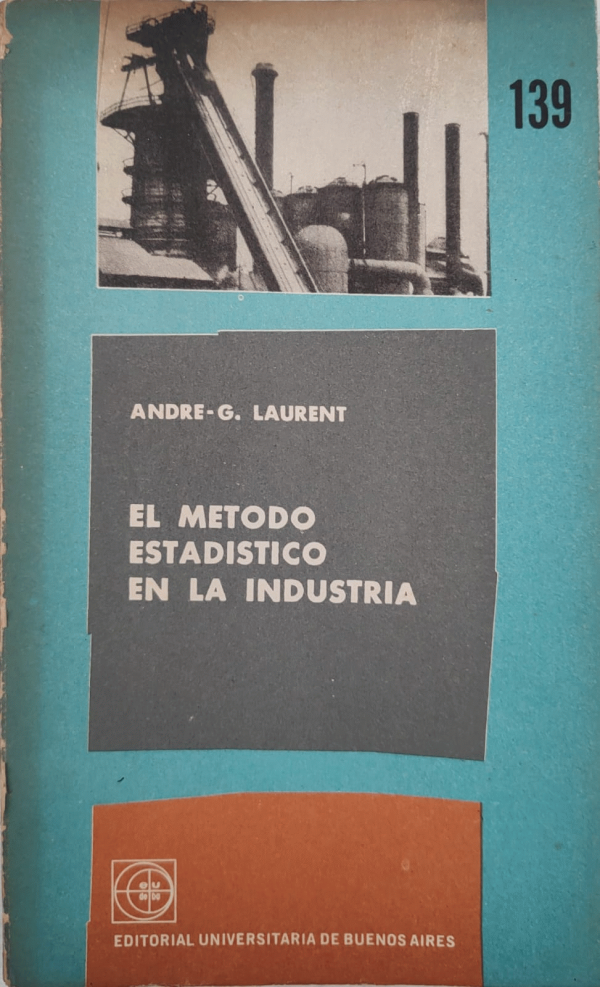 139
ANDRE-G. LAURENT
EL METODO
ESTADISTICO
EN LA INDUSTRIA
EDITORIAL UNIVERSITARIA DE BUENOS AIRES